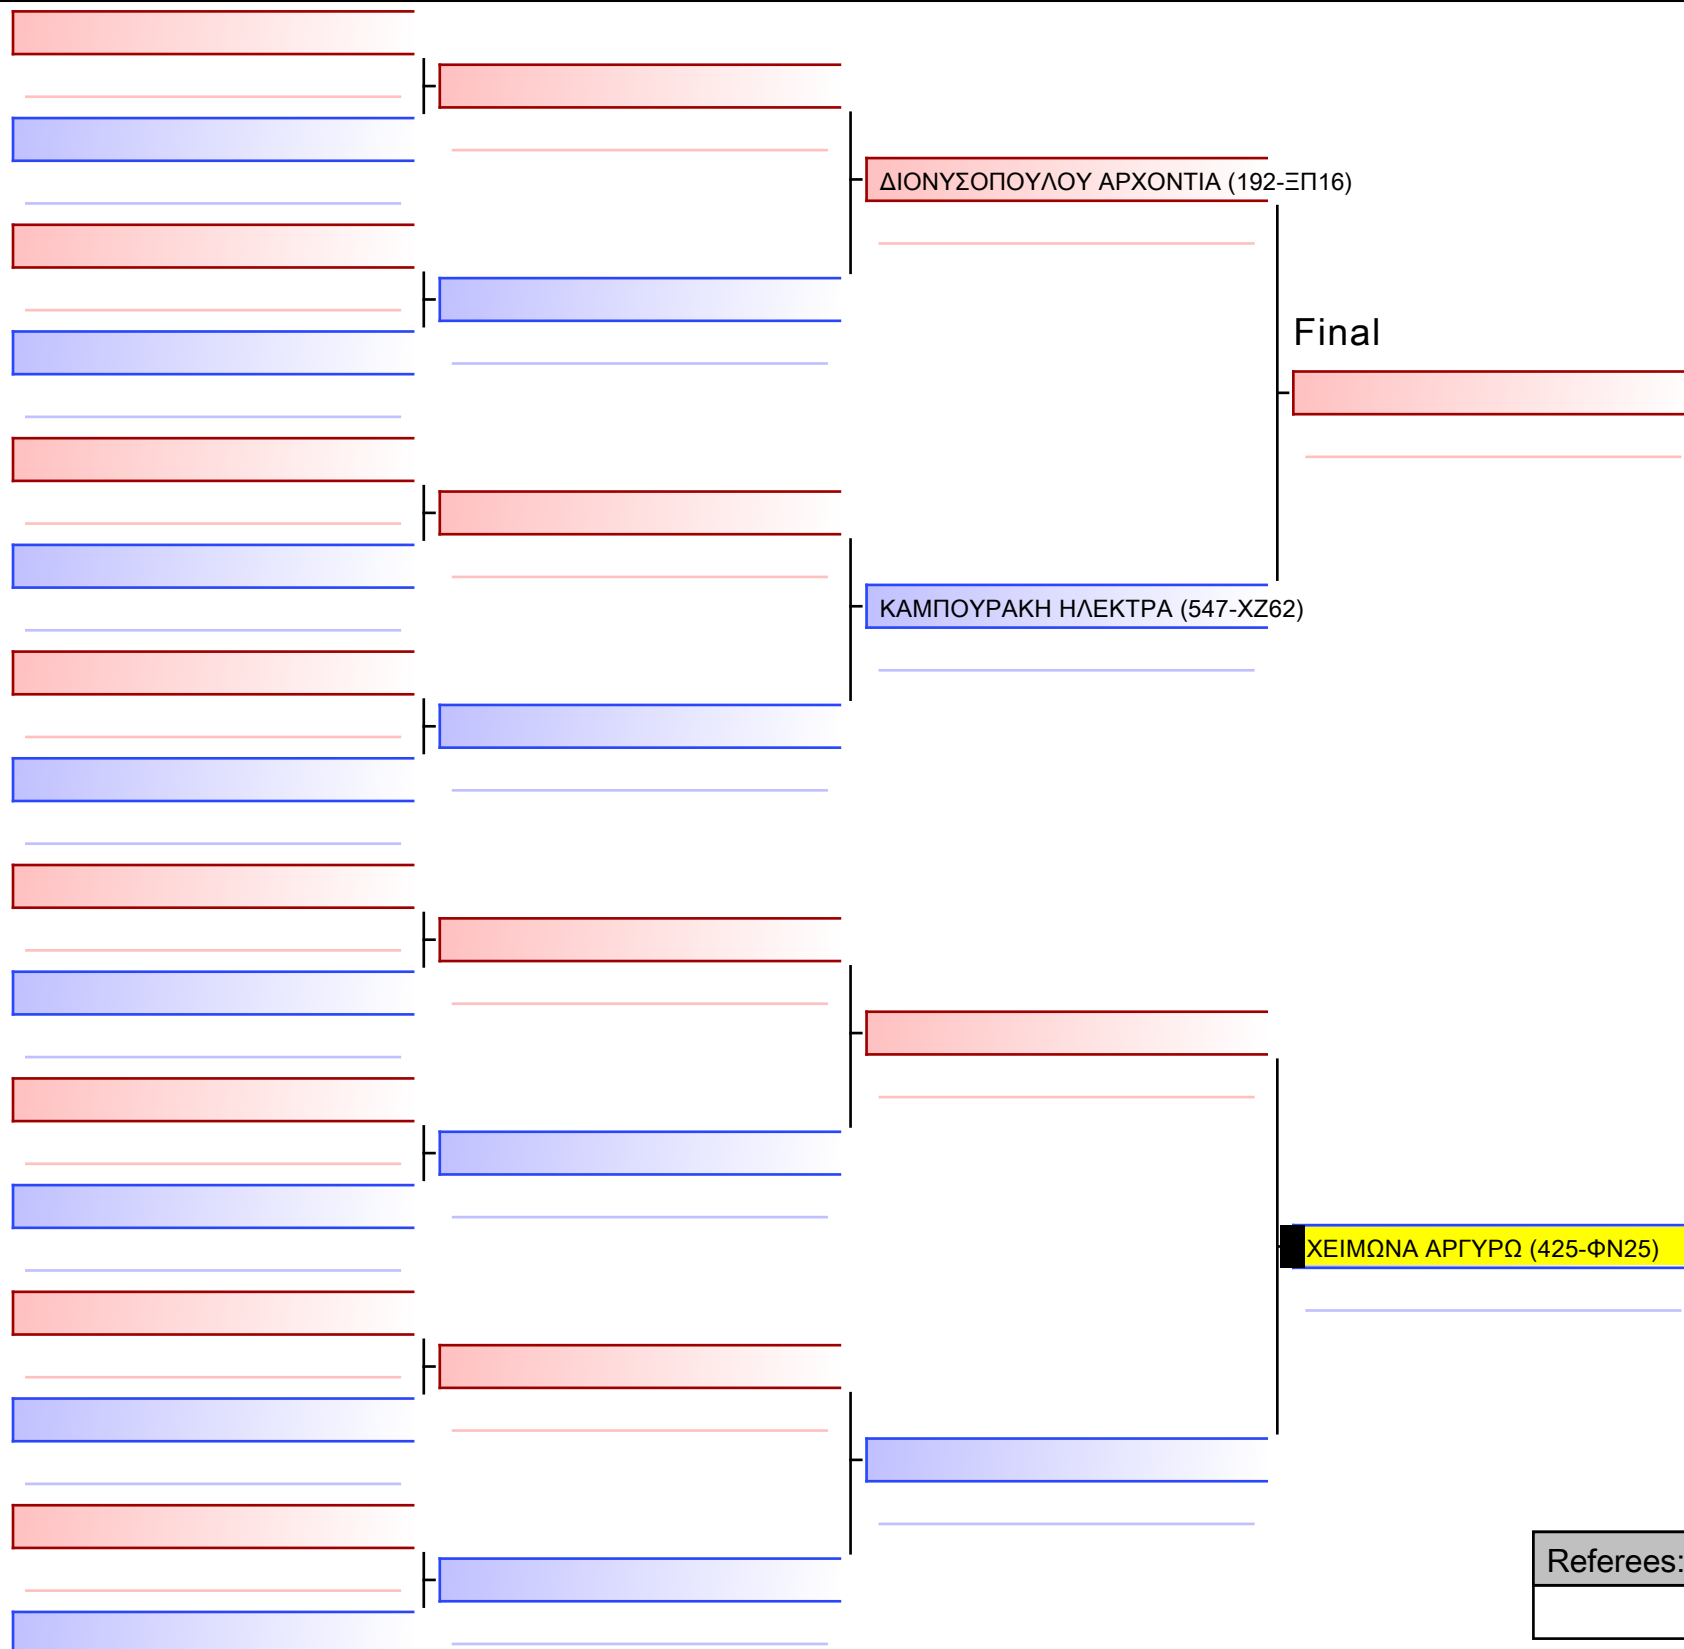 ΔΙΟΝΥΣΟΠΟΥΛΟΥ ΑΡΧΟΝΤΙΑ (192-ΞΠ16)
Final
ΚΑΜΠΟΥΡΑΚΗ ΗΛΕΚΤΡΑ (547-ΧΖ62)
ΧΕΙΜΩΝΑ ΑΡΓΥΡΩ (425-ΦΝ25)
Referees: